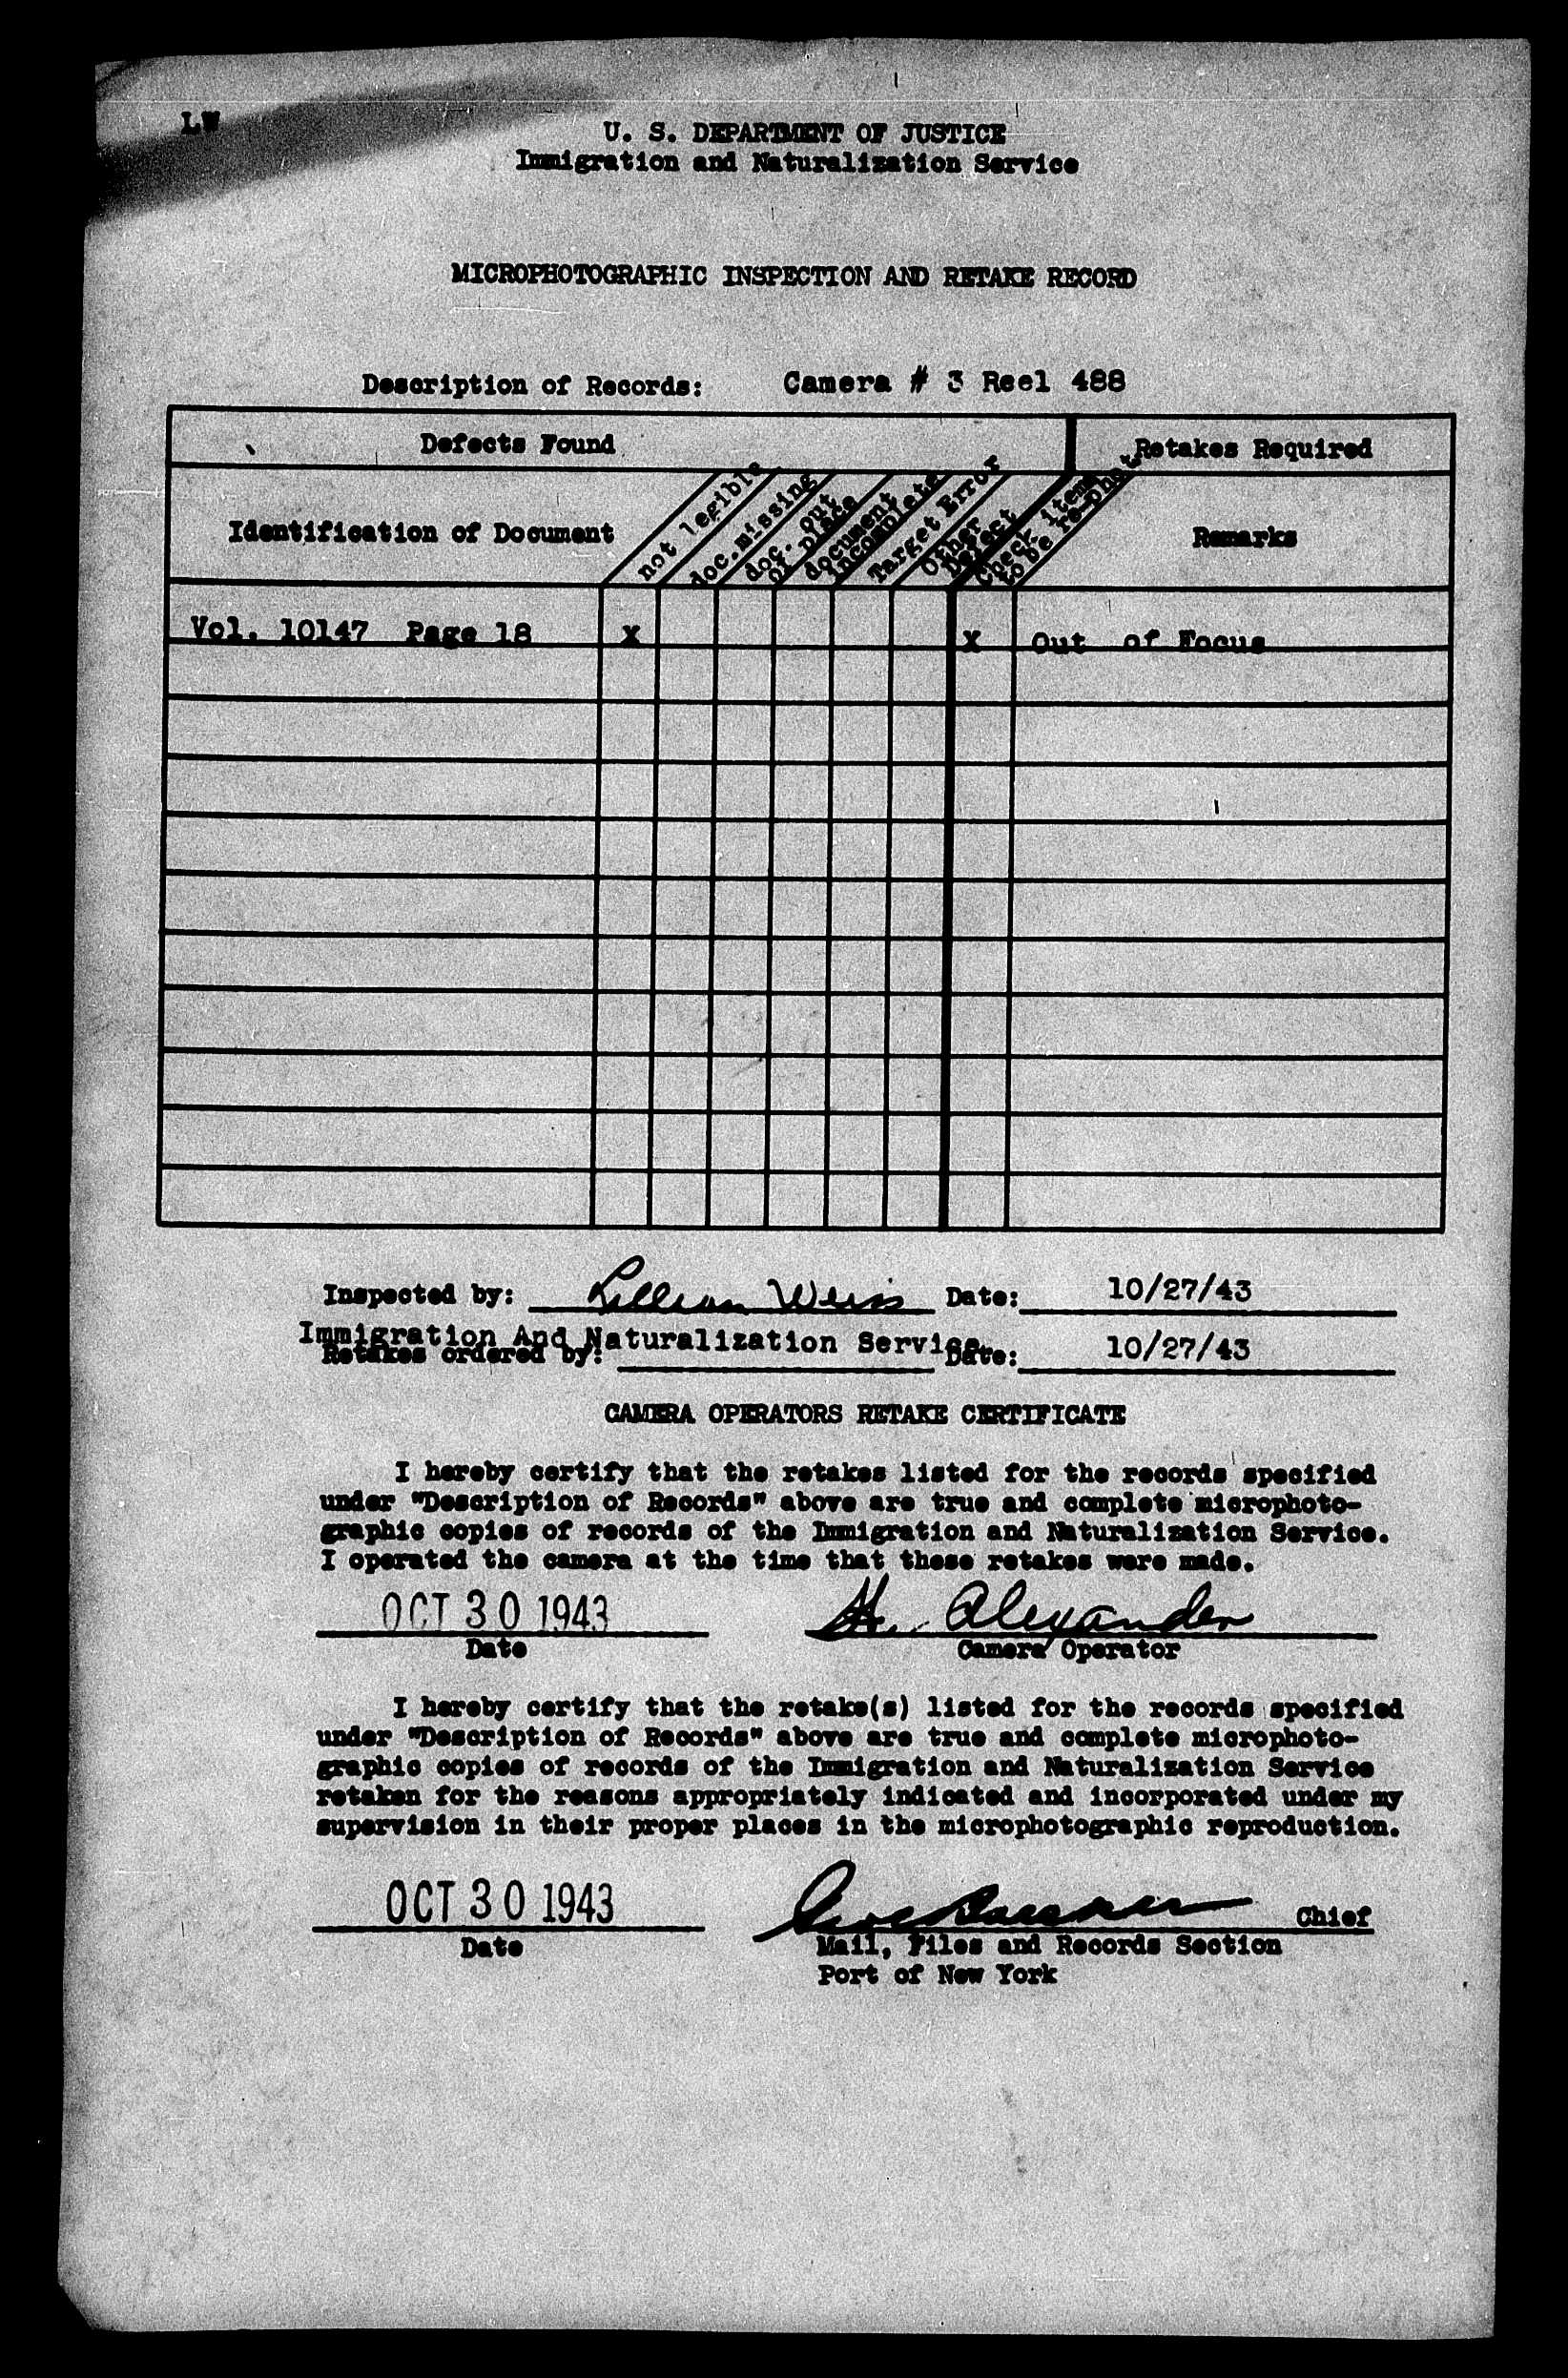 LW
U. S. DEPARTMENT OF JUSTICE
Immigration and Naturalization Service
MICROPHOTOGRAPHIC INSPECTION AND RETAKE RECORD
Description of Records: Camera # 3 Reel 488
Defects Found
Retakes Required
Identification of Document
not legible
doc. missing
doc. out of place
document incomplete
Target Error
Other Defect
Check items to be re-phot
Remarks
Vol. 10147 Page 18 X X Out of Focus
Inspected by: Lillian Weiss Date: 10/27/43
Immigration And Naturalization Service
Retakes ordered by: Date: 10/27/43
CAMERA OPERATORS RETAKE CERTIFICATE
I hereby certify that the retakes listed for the records specified
under "Description of Records" above are true and complete microphoto-
graphic copies of records of the Immigration and Naturalization Service.
I operated the camera at the time that these retakes were made.
OCT 30 1943 H. Alexander
Date Camera Operator
I hereby certify that the retake(s) listed for the records specified
under "Description of Records" above are true and complete microphoto-
graphic copies of records of the Immigration and Naturalization Service
retaken for the reasons appropriately indicated and incorporated under my
supervision in their proper places in the microphotographic reproduction.
OCT 30 1943 Chief
Date Mail, Files and Records Section
Port of New York